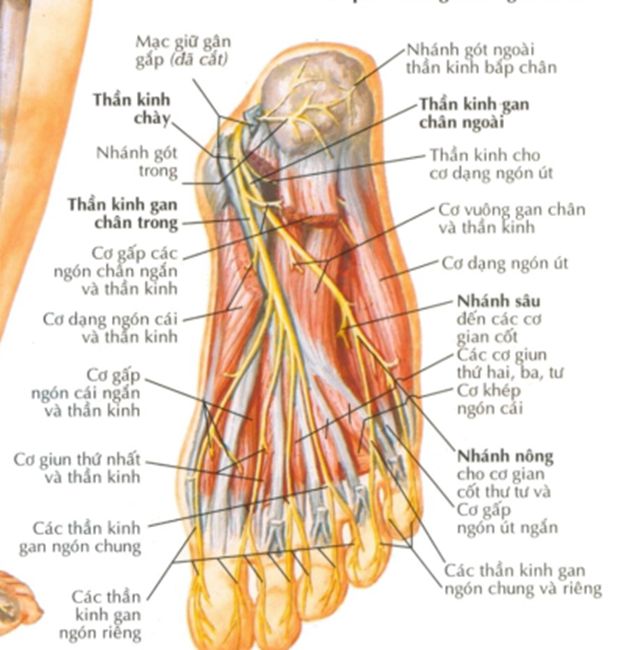 Mạc giữ gân
gấp (đã cắt)
Thần kinh
chày
Nhánh gót
trong
Thần kinh gan
chân trong
Cơ gấp các
ngón chân ngắn
và thần kinh
Cơ dạng ngón cái
và thần kinh
Cơ gấp
ngón cái ngắn
và thần kinh
Cơ giun thứ nhất
và thần kinh
Các thần kinh
gan ngón chung
Các thần
kinh gan
ngón riêng
Nhánh gót ngoài
thần kinh bắp chân
Thần kinh gan
chân ngoài
Thần kinh cho
cơ dạng ngón út
Cơ vuông gan chân
và thần kinh
Cơ dạng ngón út
Nhánh sâu
đến các cơ
gian cốt
Các cơ giun
thứ hai, ba, tư
Cơ khép
ngón cái
Nhánh nông
cho cơ gian
cốt thư tư và
Cơ gấp
ngón út ngắn
Các thần kinh gan
ngón chung và riêng